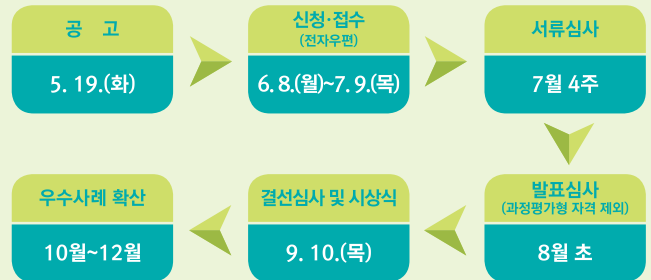 공 고
5. 19.(화)
신청·접수
(전자우편)
6. 8.(월)~7. 9.(목)
서류심사
7월 4주
발표심사
(과정평가형 자격 제외)
8월 초
결선심사 및 시상식
9. 10.(목)
우수사례 확산
10월~12월